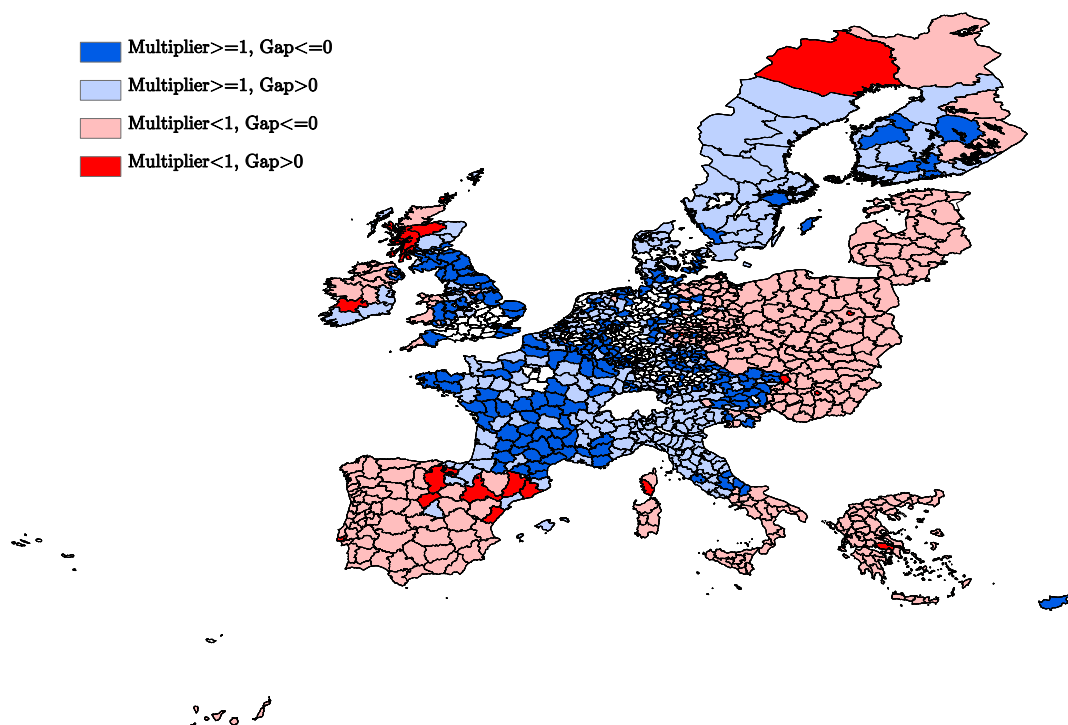 Multiplier>=1, Gap<=0
Multiplier>=1, Gap>0
Multiplier<1, Gap<=0
Multiplier<1, Gap>0